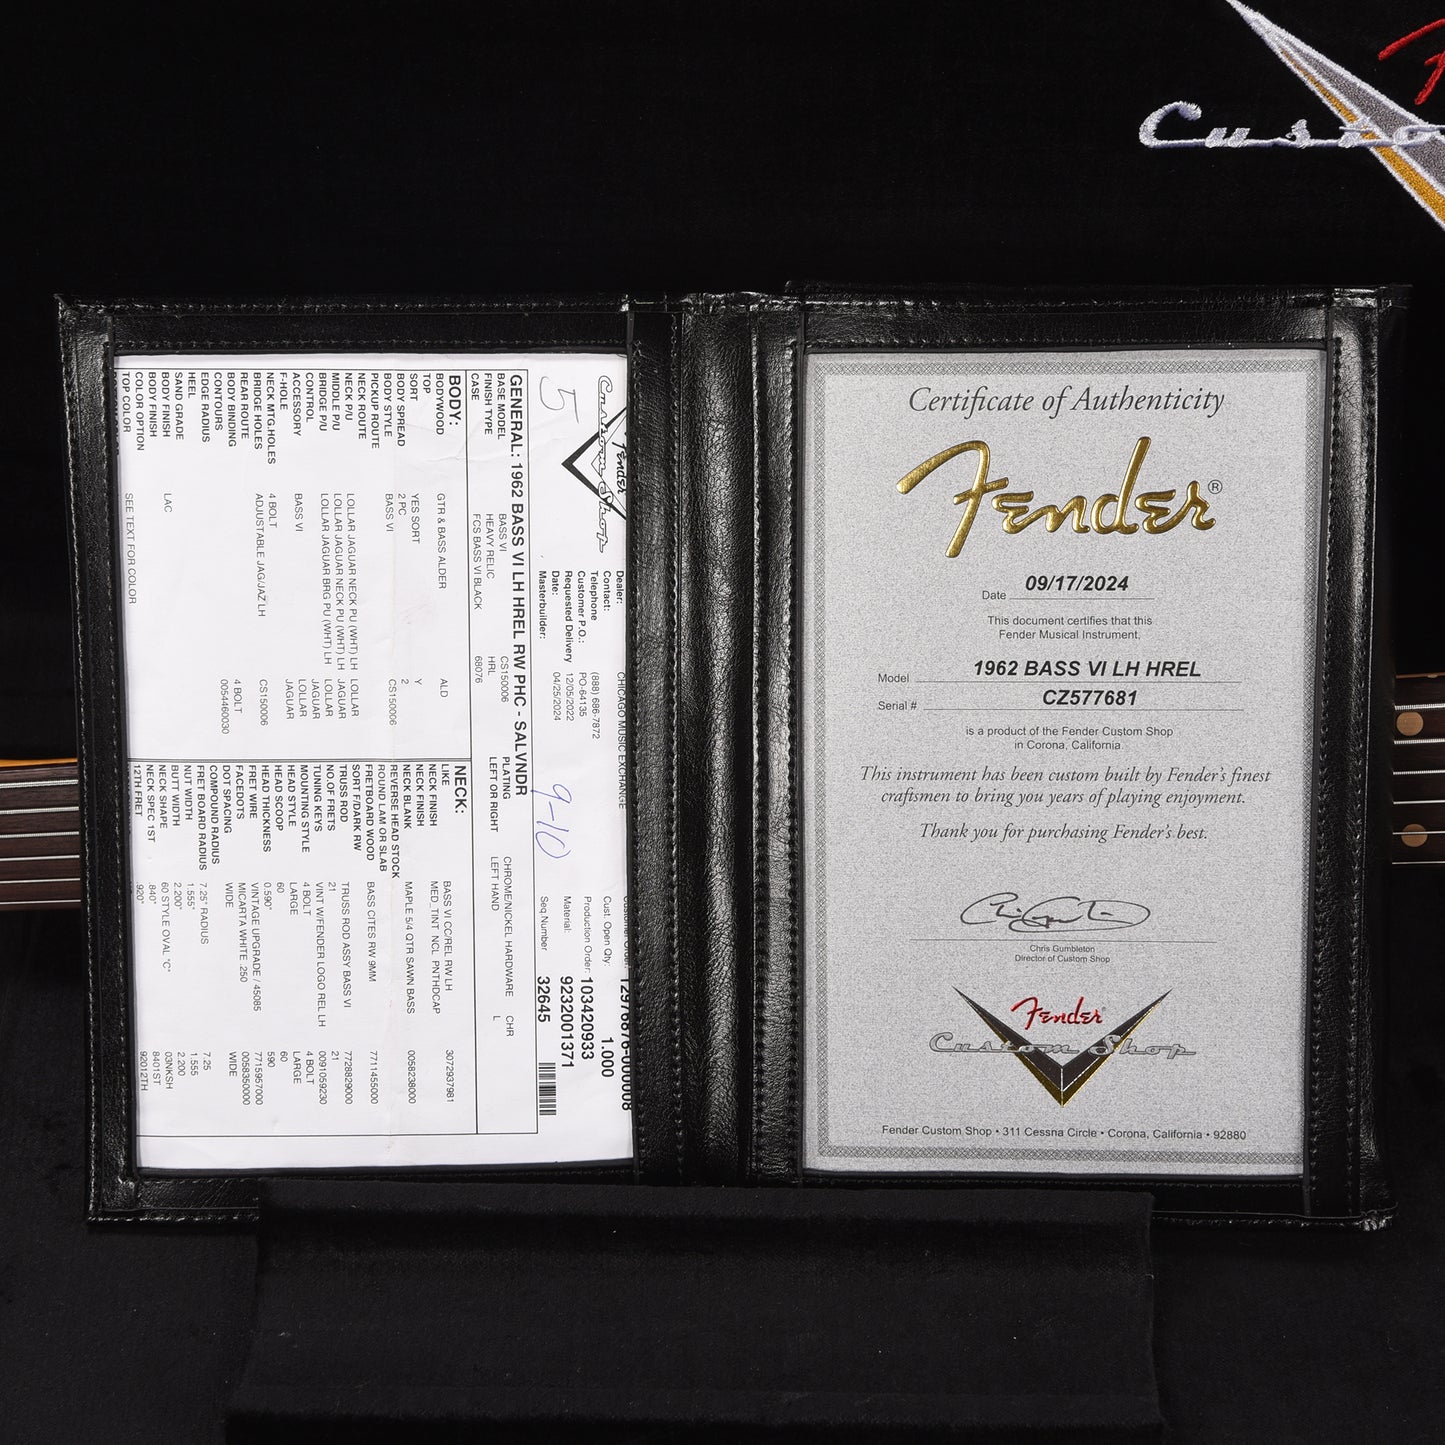 Custo
Fender
Custom Shop
5
Dealer: CHICAGO MUSIC EXCHANGE
Contact:
Telephone (888) 686-7872
Customer P.O.: PO-64135
Requested Delivery 12/05/2022
Date: 04/25/2024
Masterbuilder:
9-10
Cust. Open Qty: 1.000
Production Order: 103420933
Material: 9232001371
Seq.Number 32645
GENERAL: 1962 BASS VI LH HREL RW PHC - SALVNDR
BASE MODEL BASS VI CS150006 PLATING CHROME/NICKEL HARDWARE CHR
FINISH TYPE HEAVY RELIC HRL LEFT OR RIGHT LEFT HAND L
CASE FCS BASS VI BLACK 68076
BODY:
BODYWOOD GTR & BASS ALDER ALD
TOP
SORT YES SORT Y
BODY SPREAD 2 PC 2
BODY STYLE BASS VI CS150006
PICKUP ROUTE
NECK ROUTE
NECK P/U LOLLAR JAGUAR NECK PU (WHT) LH LOLLAR JAGUAR
MIDDLE P/U LOLLAR JAGUAR NECK PU (WHT) LH LOLLAR JAGUAR
BRIDGE P/U LOLLAR JAGUAR BRG PU (WHT) LH LOLLAR JAGUAR
CONTROL
ACCESSORY BASS VI
F-HOLE
NECK MTG.HOLES 4 BOLT 4 BOLT
BRIDGE HOLES ADJUSTABLE JAG/JAZ LH CS150006
REAR ROUTE
BODY BINDING
CONTOURS 0054460030
EDGE RADIUS
HEEL
SAND GRADE
BODY FINISH LAC
BODY FINISH
COLOR OPTION
TOP COLOR SEE TEXT FOR COLOR
NECK:
LIKE BASS VI CC/REL RW LH 3072937981
NECK FINISH MED_TINT NCL PNTHDCAP
NECK FINISH
NECK BLANK MAPLE 5/4 QTR SAWN BASS 0058238000
REVERSE HEAD STOCK
ROUND LAM OR SLAB
FRETBOARD WOOD BASS CITES RW 9MM 7711455000
SORT F/DARK RW
TRUSS ROD TRUSS ROD ASSY BASS VI 7728829000
NO.OF FRETS 21 21
TUNING KEYS VINT W/FENDER LOGO REL LH 0091059230
MOUNTING STYLE 4 BOLT 4 BOLT
HEAD STYLE LARGE LARGE
HEAD SCOOP 60 60
HEAD THICKNESS 0.590" 590
FRET WIRE VINTAGE UPGRADE / 45085 7715957000
FACEDOTS MICARTA WHITE .250 0058350000
DOT SPACING WIDE WIDE
COMPOUND RADIUS
FRET BOARD RADIUS 7.25" RADIUS 7.25
NUT WIDTH 1.555" 1.555
BUTT WIDTH 2.200" 2.200
NECK SHAPE 60 STYLE OVAL "C" 03NKSH
NECK SPEC 1ST .840" 8401ST
12TH FRET .920" 92012TH
Certificate of Authenticity
Fender®
Date 09/17/2024
This document certifies that this
Fender Musical Instrument,
Model 1962 BASS VI LH HREL
Serial # CZ577681
is a product of the Fender Custom Shop
in Corona, California.
This instrument has been custom built by Fender's finest
craftsmen to bring you years of playing enjoyment.
Thank you for purchasing Fender's best.
Chris Gumbleton
Director of Custom Shop
Fender®
Custom Shop
Fender Custom Shop • 311 Cessna Circle • Corona, California • 92880